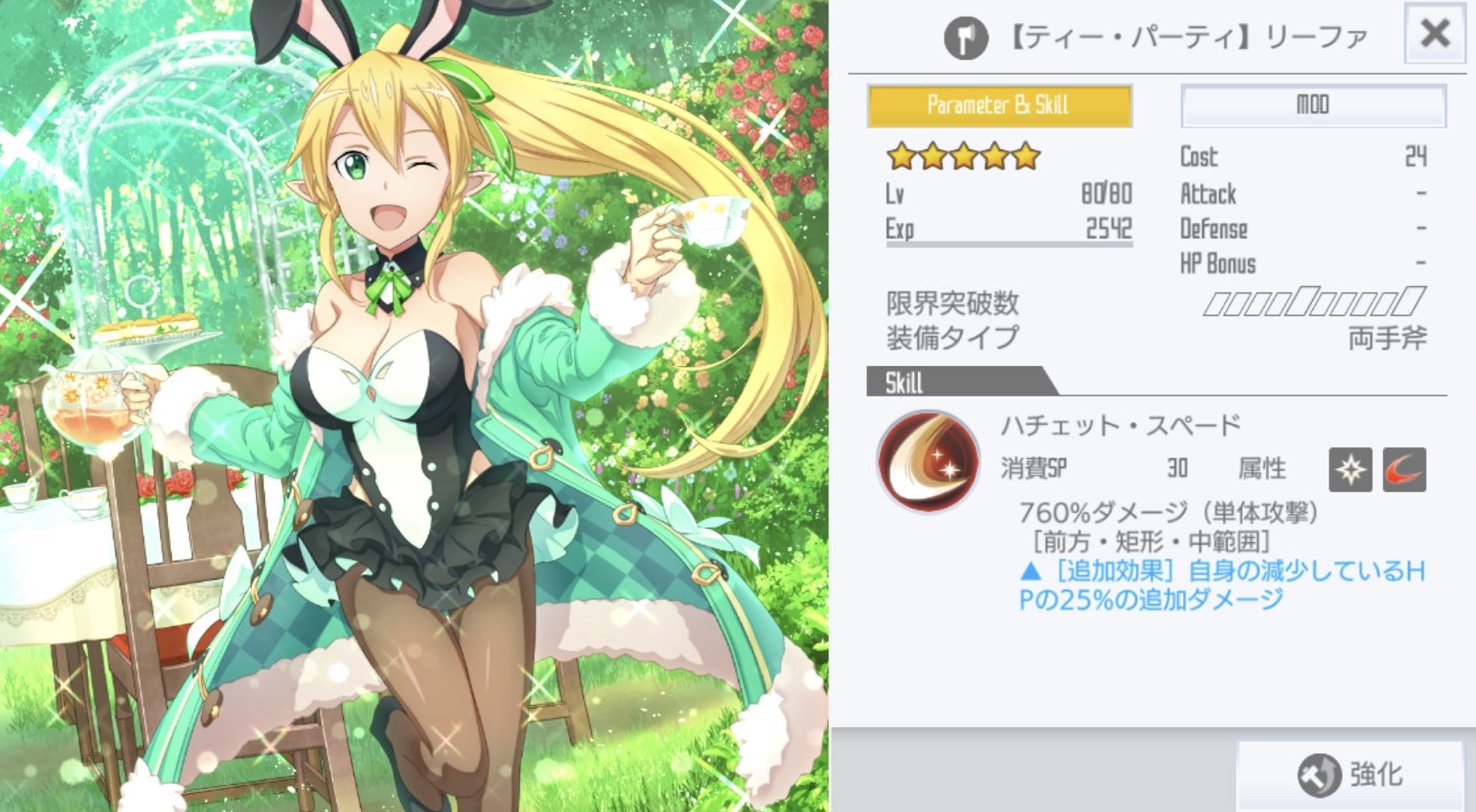 【ティー・パーティ】リーファ
Parameter & Skill
MOD
Lv 80/80
Exp 2542
Cost 24
Attack -
Defense -
HP Bonus -
限界突破数
装備タイプ 両手斧
Skill
ハチェット・スペード
消費SP 30 属性
760%ダメージ（単体攻撃）
［前方・矩形・中範囲］
▲［追加効果］自身の減少しているH
Pの25%の追加ダメージ
強化